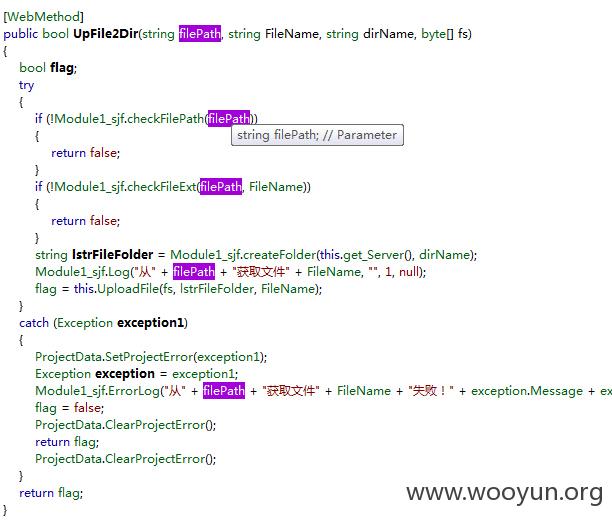 [WebMethod]
public bool UpFile2Dir(string filePath, string FileName, string dirName, byte[] fs)
{
bool flag;
try
{
if (!Module1_sjf.checkFilePath(filePath))
string filePath; // Parameter
{
return false;
}
if (!Module1_sjf.checkFileExt(filePath, FileName))
{
return false;
}
string lstrFileFolder = Module1_sjf.createFolder(this.get_Server(), dirName);
Module1_sjf.Log("从" + filePath + "获取文件" + FileName, "", 1, null);
flag = this.UploadFile(fs, lstrFileFolder, FileName);
}
catch (Exception exception1)
{
ProjectData.SetProjectError(exception1);
Exception exception = exception1;
Module1_sjf.ErrorLog("从" + filePath + "获取文件" + FileName + "失败！" + exception.Message + ex
flag = false;
ProjectData.ClearProjectError();
return flag;
ProjectData.ClearProjectError();
}
return flag;
}
www.wooyun.org